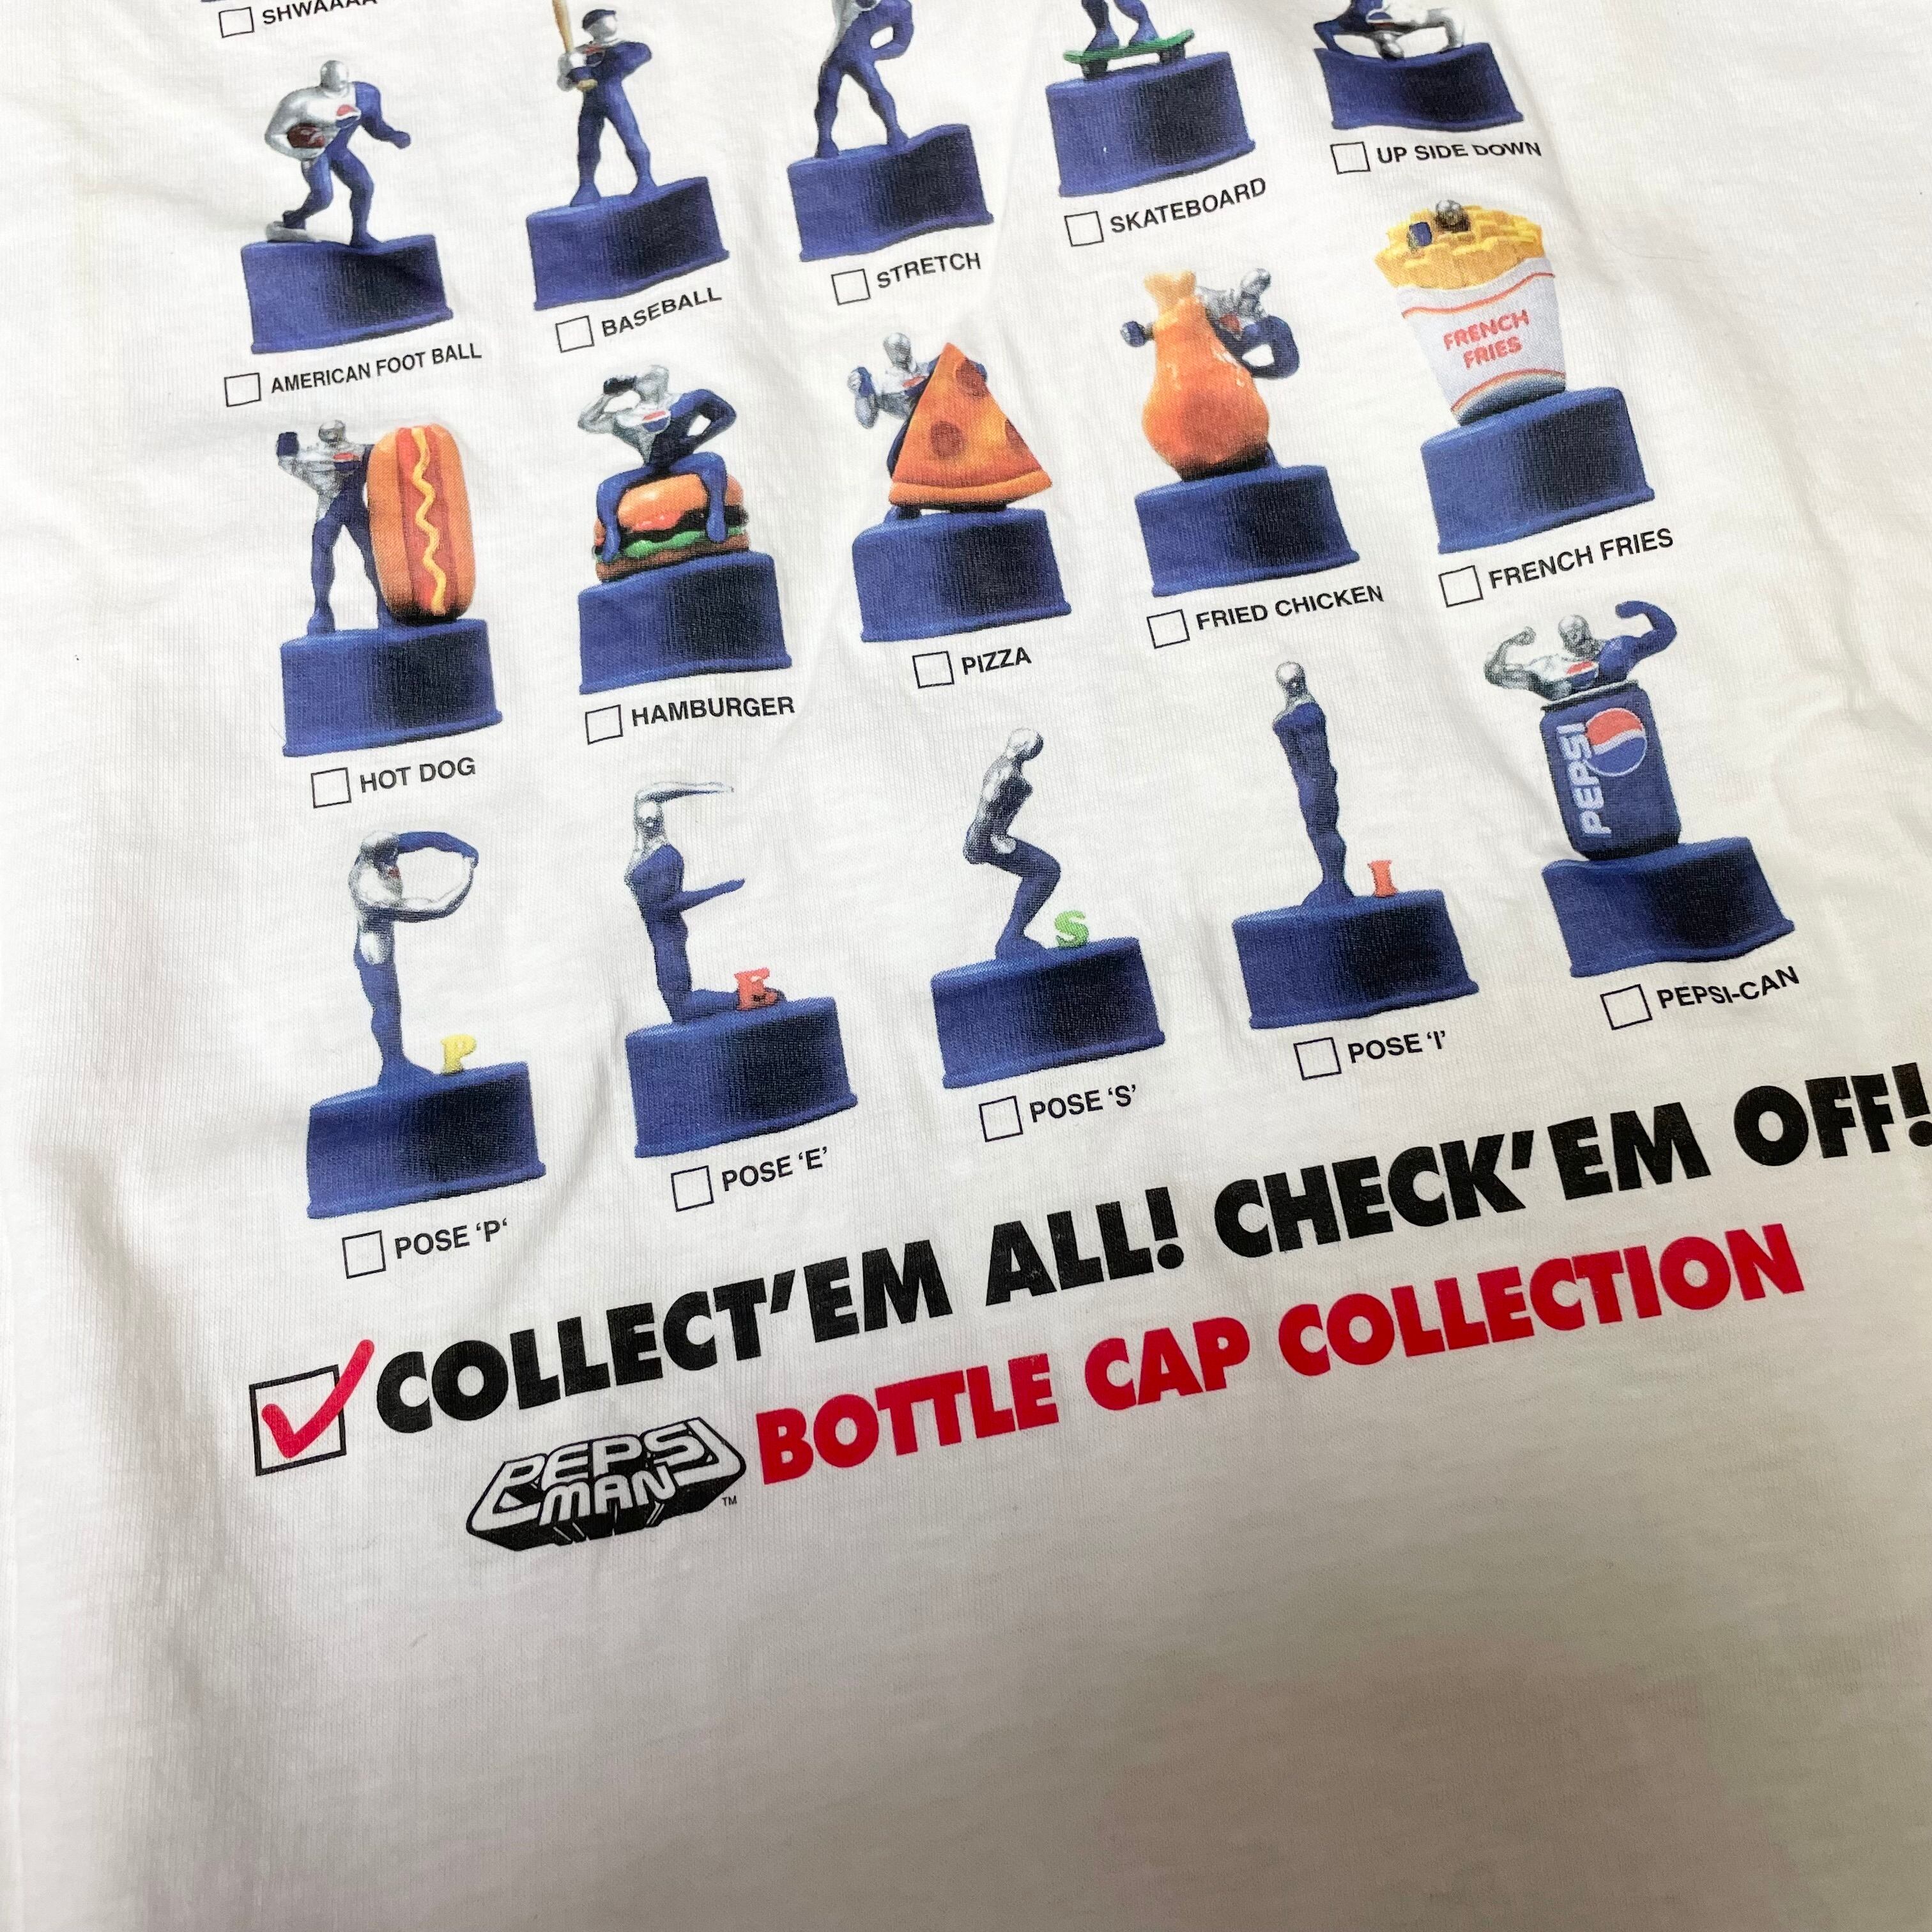 SHWAAAA
AMERICAN FOOT BALL
BASEBALL
STRETCH
SKATEBOARD
UP SIDE DOWN
FRENCH
FRIES
HOT DOG
HAMBURGER
PIZZA
FRIED CHICKEN
FRENCH FRIES
PEPSI
P
E
S
I
POSE 'P'
POSE 'E'
POSE 'S'
POSE 'I'
PEPSI-CAN
COLLECT'EM ALL! CHECK'EM OFF!
PEPSI
MAN TM
BOTTLE CAP COLLECTION